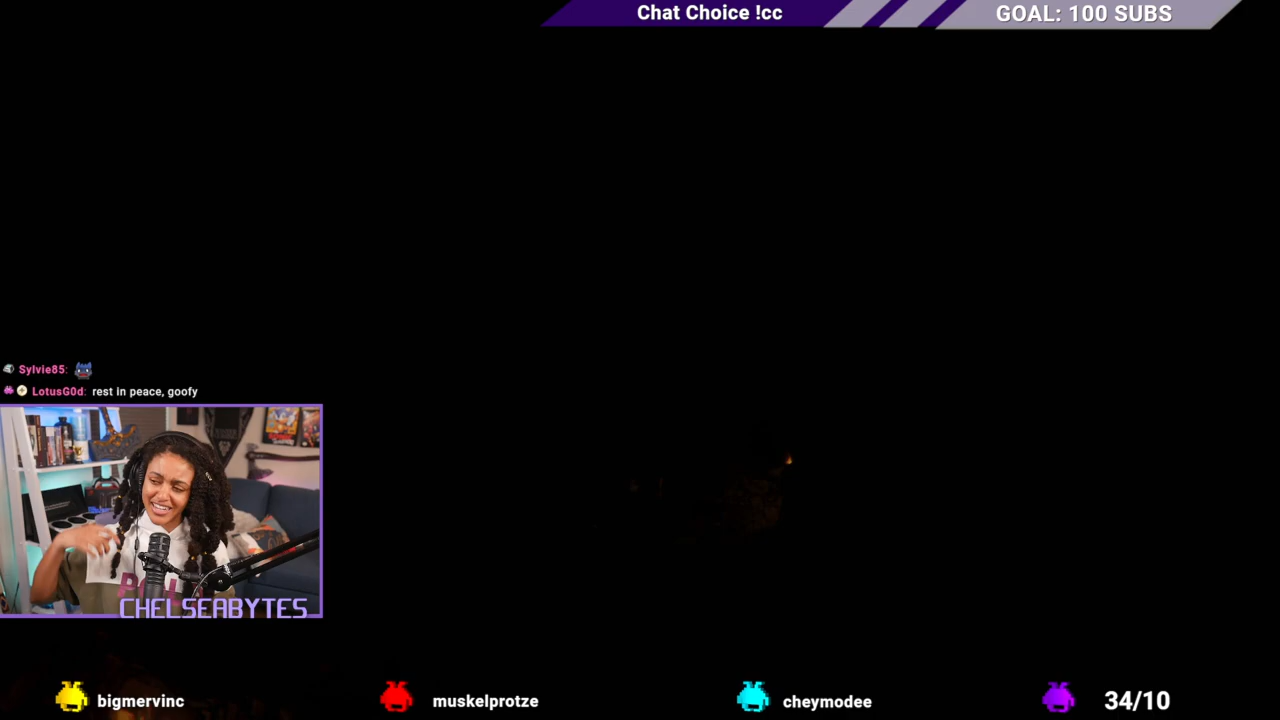 Chat Choice !cc
GOAL: 100 SUBS
Sylvie85:
LotusG0d: rest in peace, goofy
CHELSEABYTES
bigmervinc
muskelprotze
cheymodee
34/10